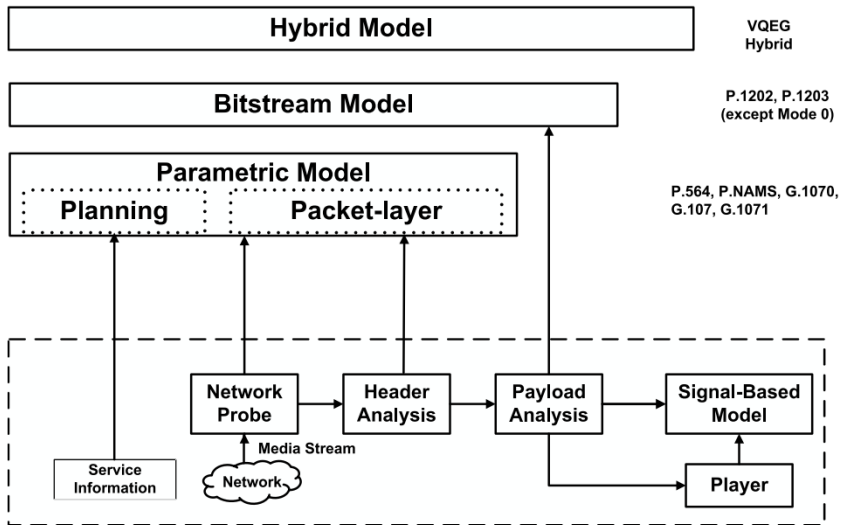 Hybrid Model
VQEG
Hybrid
Bitstream Model
P.1202, P.1203
(except Mode 0)
Parametric Model
Planning
Packet-layer
P.564, P.NAMS, G.1070,
G.107, G.1071
Network
Probe
Header
Analysis
Payload
Analysis
Signal-Based
Model
Media Stream
Service
Information
Network
Player